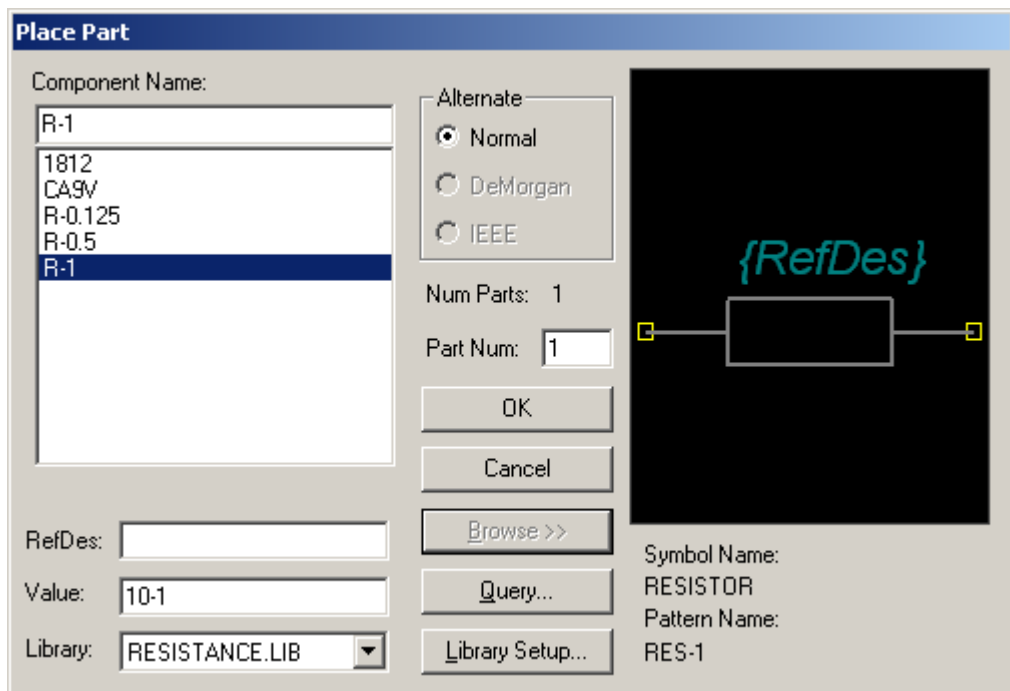 Place Part
Component Name:
R-1
1812
CA9V
R-0.125
R-0.5
R-1
Alternate
Normal
DeMorgan
IEEE
Num Parts: 1
Part Num: 1
OK
Cancel
Browse >>
Query...
Library Setup...
RefDes:
Value: 10-1
Library: RESISTANCE.LIB
{RefDes}
Symbol Name:
RESISTOR
Pattern Name:
RES-1